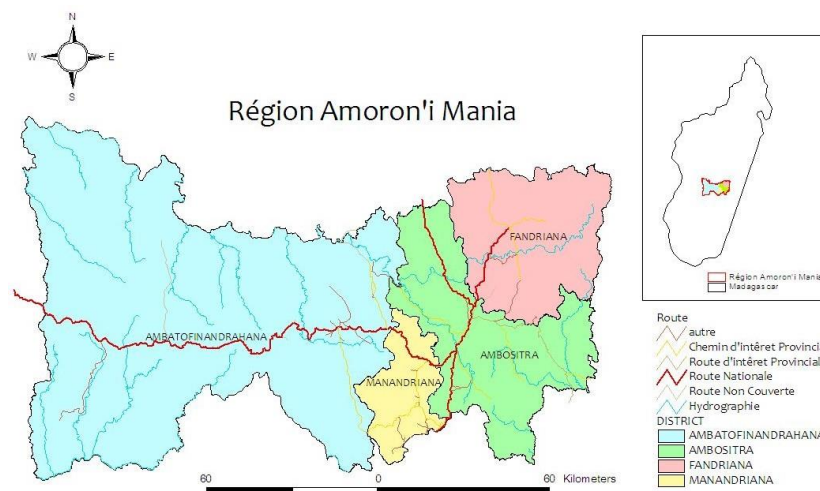 N
W E
S
Région Amoron'i Mania
FANDRIANA
AMBATOFINANDRAHANA
AMBOSITRA
MANANDRIANA
60 0 60 Kilometers
Région Amoron'i Mania
Madagascar
Route
autre
Chemin d'intêret Provincia
Route d'intêret Provincial
Route Nationale
Route Non Couverte
Hydrographie
DISTRICT
AMBATOFINANDRAHANA
AMBOSITRA
FANDRIANA
MANANDRIANA